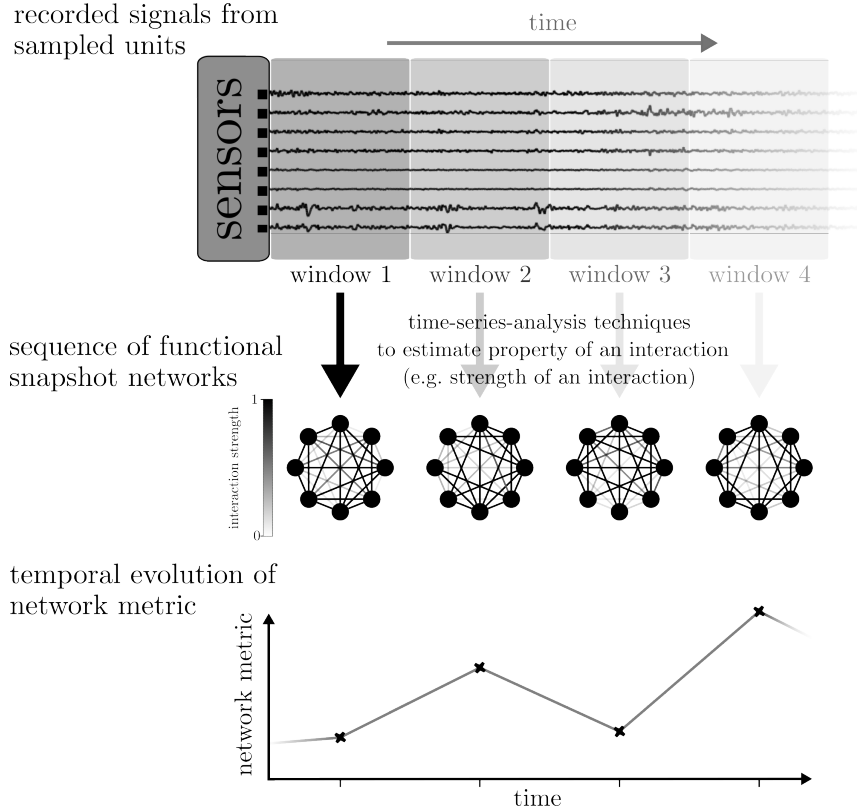 recorded signals from
sampled units
time
sensors
window 1
window 2
window 3
window 4
time-series-analysis techniques
to estimate property of an interaction
(e.g. strength of an interaction)
sequence of functional
snapshot networks
1
interaction strength
0
temporal evolution of
network metric
network metric
time